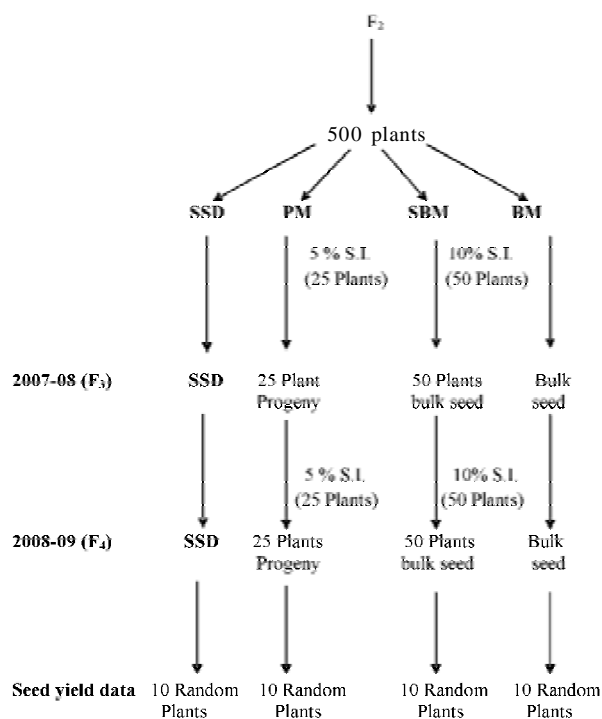 F₂
500 plants
SSD PM SBM BM
5 % S.I. 10% S.I.
(25 Plants) (50 Plants)
2007-08 (F₃) SSD 25 Plant 50 Plants Bulk
Progeny bulk seed seed
5 % S.I. 10% S.I.
(25 Plants) (50 Plants)
2008-09 (F₄) SSD 25 Plants 50 Plants Bulk
Progeny bulk seed seed
Seed yield data 10 Random 10 Random 10 Random 10 Random
Plants Plants Plants Plants